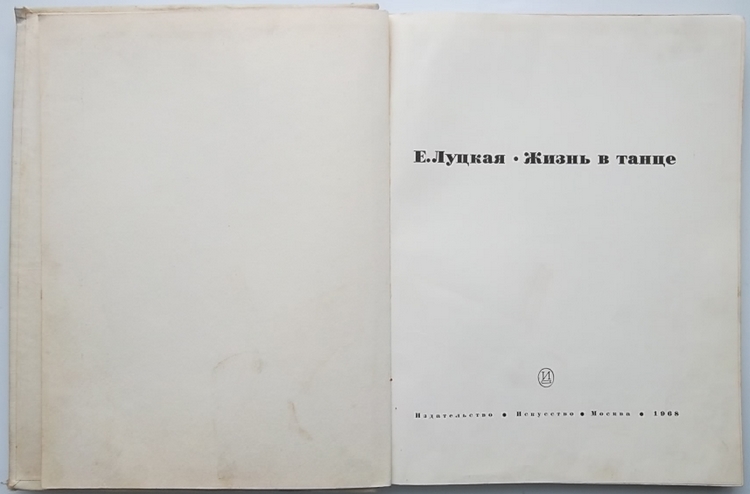 Е.Луцкая • Жизнь в танце
И
Издательство • Искусство • Москва • 1968